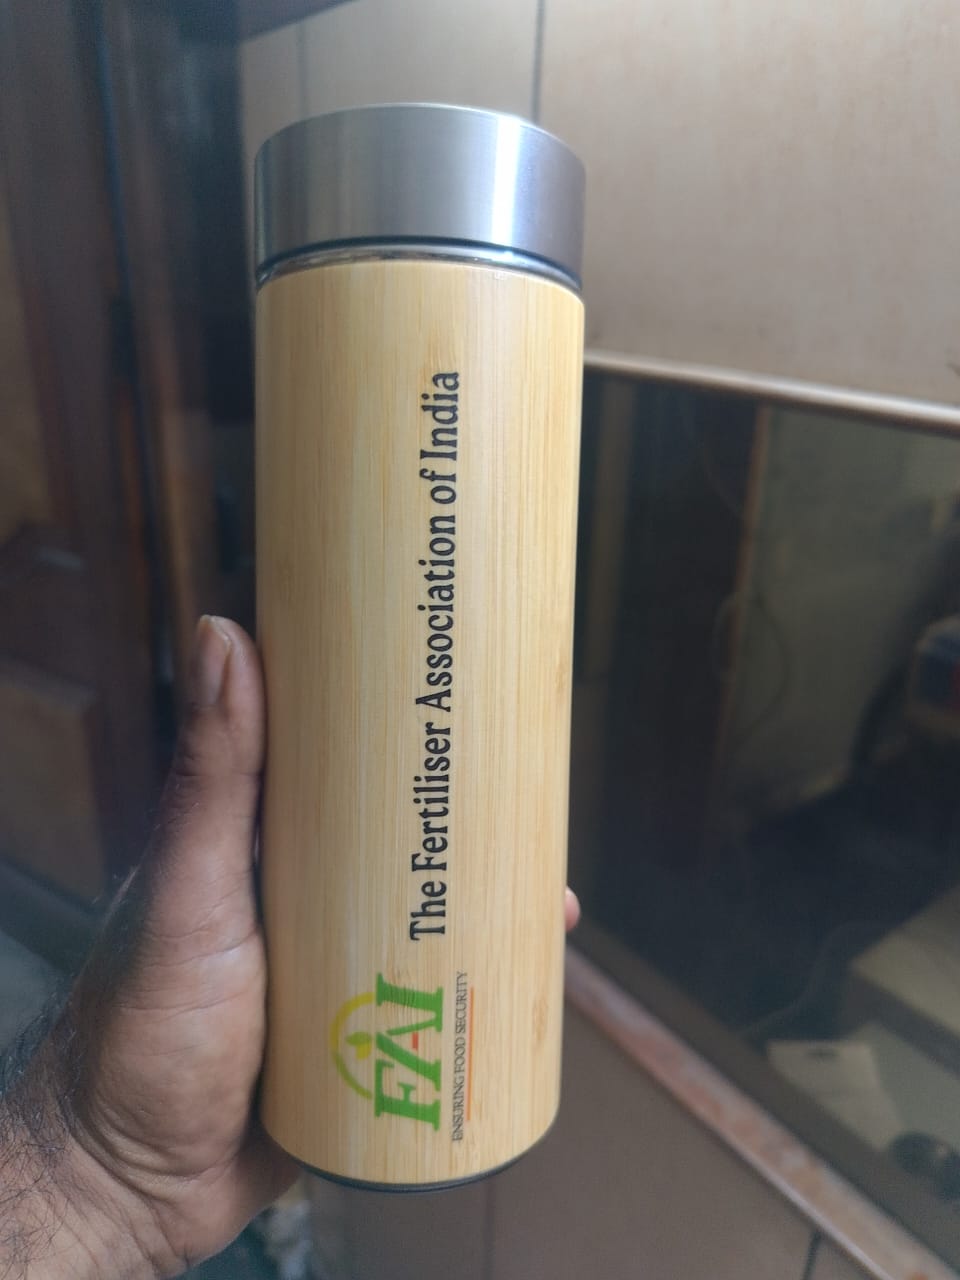 FAI
ENSURING FOOD SECURITY
The Fertiliser Association of India